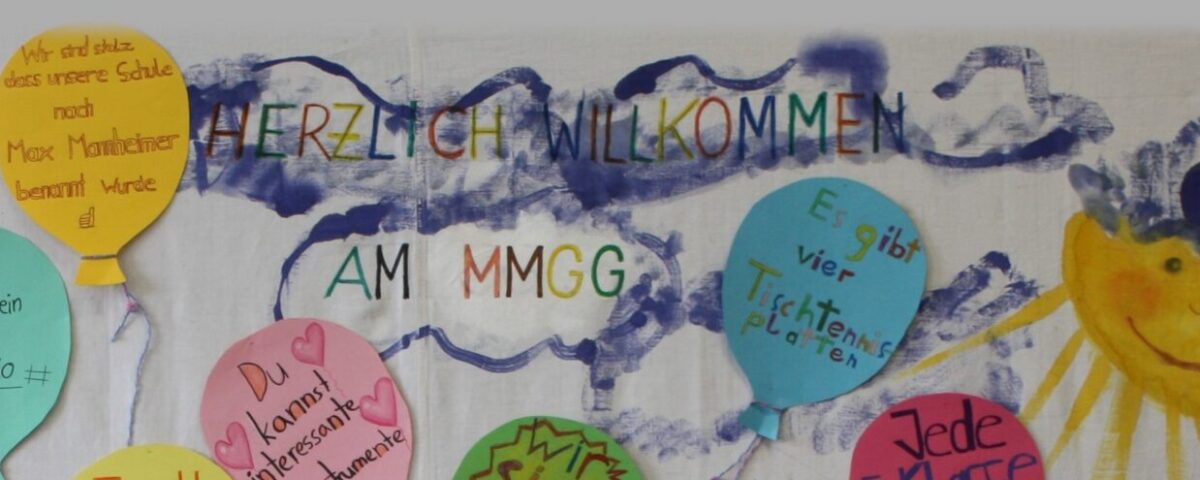 Wir sind stolz
dass unsere Schule
nach
Max Mannheimer
benannt wurde
HERZLICH WILLKOMMEN
AM MMGG
Es gibt
vier
Tischtennis-
platten
Du
kannst
interessante
Jede